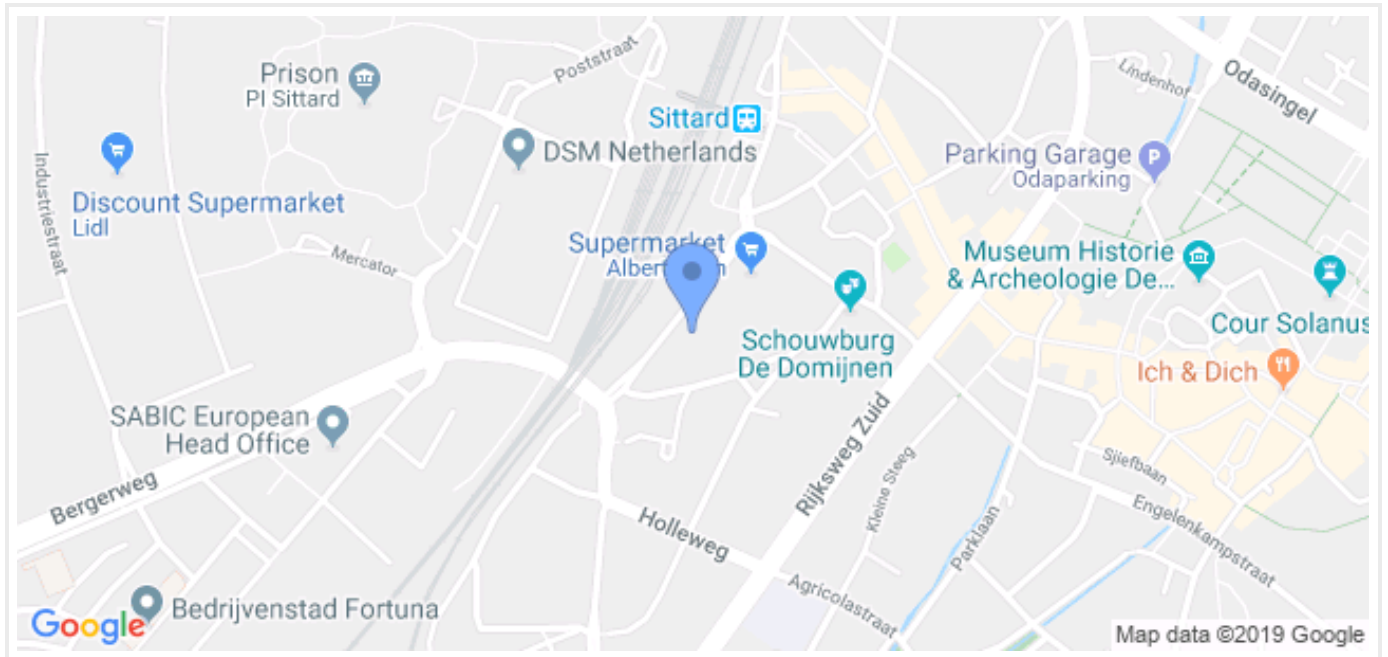 Poststraat
Prison
PI Sittard
Lindenhof
Odasingel
Sittard
DSM Netherlands
Parking Garage
Odaparking
Industriestraat
Discount Supermarket
Lidl
Mercator
Supermarket
Museum Historie
& Archeologie De...
Cour Solanus
Schouwburg
De Domijnen
Ich & Dich
SABIC European
Head Office
Rijksweg Zuid
Kleine Steeg
Sjiefbaan
Bergerweg
Holleweg
Parklaan
Engelenkampstraat
Agricolastraat
Bedrijvenstad Fortuna
Google
Map data ©2019 Google